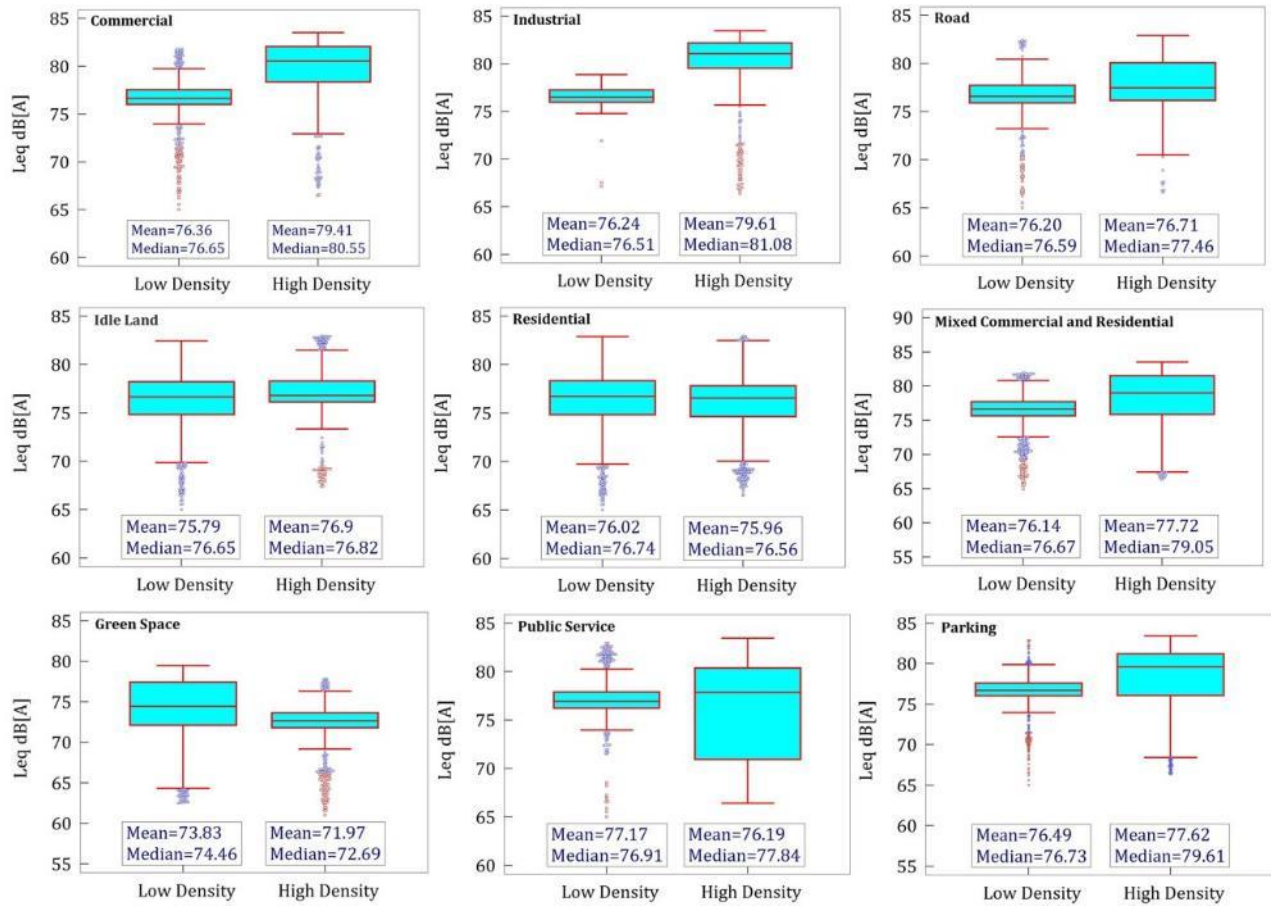 Commercial
85
80
75
70
65
60
Leq dB[A]
Mean=76.36
Median=76.65
Mean=79.41
Median=80.55
Low Density
High Density
Industrial
85
80
75
70
65
60
Leq dB[A]
Mean=76.24
Median=76.51
Mean=79.61
Median=81.08
Low Density
High Density
Road
85
80
75
70
65
60
Leq dB[A]
Mean=76.20
Median=76.59
Mean=76.71
Median=77.46
Low Density
High Density
Idle Land
85
80
75
70
65
60
Leq dB[A]
Mean=75.79
Median=76.65
Mean=76.9
Median=76.82
Low Density
High Density
Residential
85
80
75
70
65
60
Leq dB[A]
Mean=76.02
Median=76.74
Mean=75.96
Median=76.56
Low Density
High Density
Mixed Commercial and Residential
90
85
80
75
70
65
60
55
Leq dB[A]
Mean=76.14
Median=76.67
Mean=77.72
Median=79.05
Low Density
High Density
Green Space
85
80
75
70
65
60
55
Leq dB[A]
Mean=73.83
Median=74.46
Mean=71.97
Median=72.69
Low Density
High Density
Public Service
85
80
75
70
65
60
Leq dB[A]
Mean=77.17
Median=76.91
Mean=76.19
Median=77.84
Low Density
High Density
Parking
85
80
75
70
65
60
55
Leq dB[A]
Mean=76.49
Median=76.73
Mean=77.62
Median=79.61
Low Density
High Density